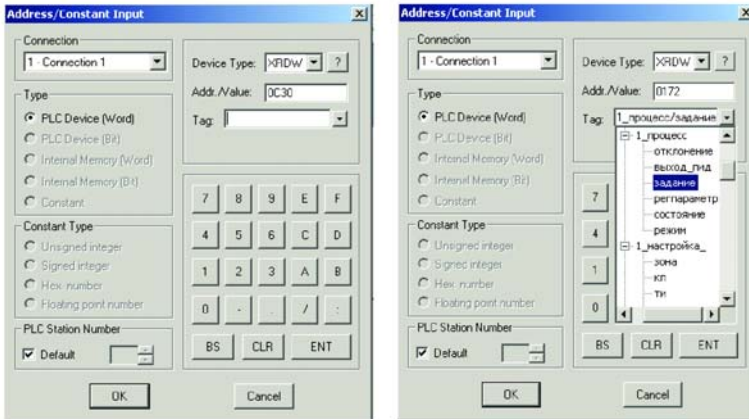 Address/Constant Input
Connection
1 - Connection 1
Type
PLC Device (Word)
PLC Device (Bit)
Internal Memory (Word)
Internal Memory (Bit)
Constant
Constant Type
Unsigned integer
Signed integer
Hex. number
Floating point number
PLC Station Number
Default
Device Type: XRDW ?
Addr./Value: 0C30
Tag:
7 8 9 E F
4 5 6 C D
1 2 3 A B
0 - . / :
BS CLR ENT
OK Cancel
Address/Constant Input
Connection
1 - Connection 1
Type
PLC Device (Word)
PLC Device (Bit)
Internal Memory (Word)
Internal Memory (Bit)
Constant
Constant Type
Unsigned integer
Signed integer
Hex. number
Floating point number
PLC Station Number
Default
Device Type: XRDW ?
Addr./Value: 0172
Tag: 1_процесс/задание
1_процесс
отклонение
выход_пид
задание
регпараметр
состояние
режим
1_настройка_
зона
кп
ти
7
4
1
0
BS CLR ENT
OK Cancel